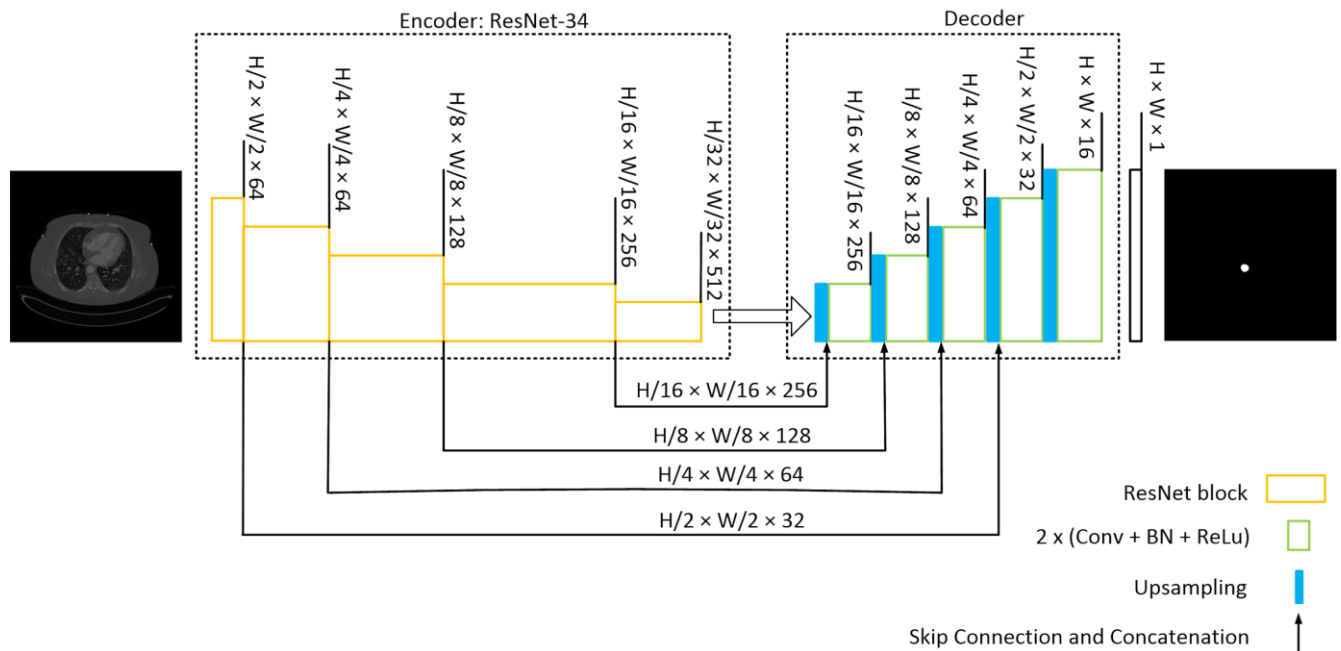 Encoder: ResNet-34
Decoder
H/2 × W/2 × 64
H/4 × W/4 × 64
H/8 × W/8 × 128
H/16 × W/16 × 256
H/32 × W/32 × 512
H/16 × W/16 × 256
H/8 × W/8 × 128
H/4 × W/4 × 64
H/2 × W/2 × 32
H × W × 16
H × W × 1
H/16 × W/16 × 256
H/8 × W/8 × 128
H/4 × W/4 × 64
H/2 × W/2 × 32
ResNet block
2 x (Conv + BN + ReLu)
Upsampling
Skip Connection and Concatenation